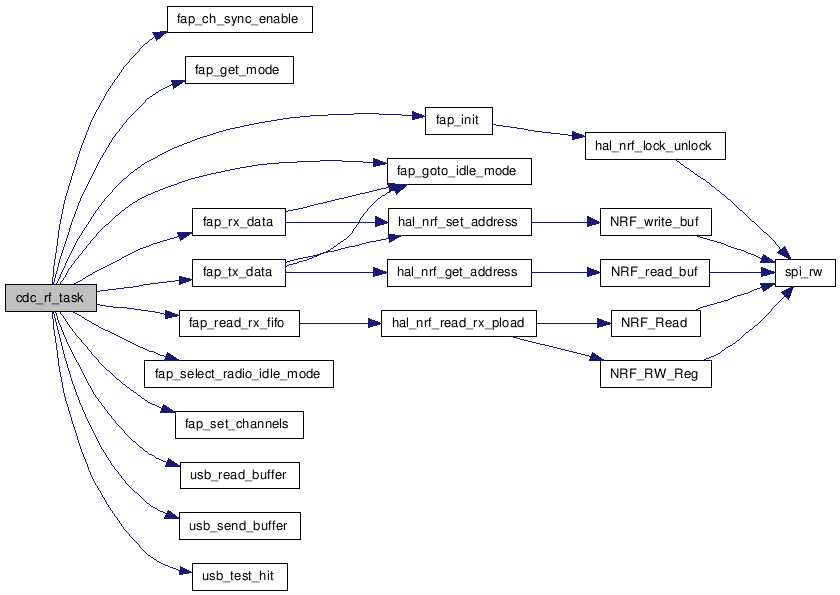 fap_ch_sync_enable
fap_get_mode
fap_init
hal_nrf_lock_unlock
fap_goto_idle_mode
fap_rx_data
hal_nrf_set_address
NRF_write_buf
fap_tx_data
hal_nrf_get_address
NRF_read_buf
spi_rw
cdc_rf_task
fap_read_rx_fifo
hal_nrf_read_rx_pload
NRF_Read
fap_select_radio_idle_mode
NRF_RW_Reg
fap_set_channels
usb_read_buffer
usb_send_buffer
usb_test_hit